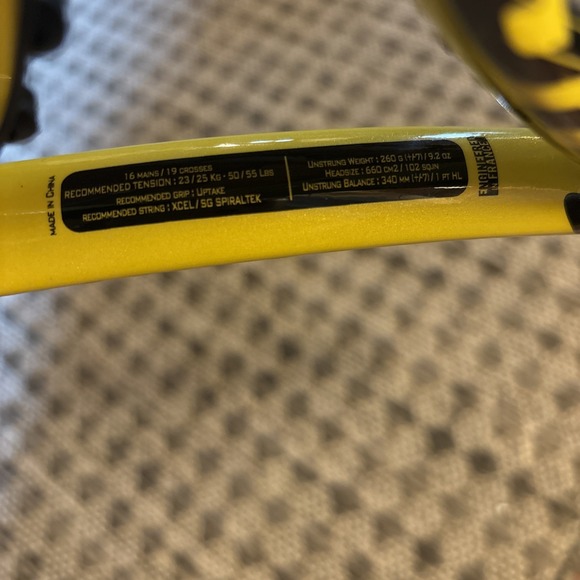 MADE IN CHINA
16 MAINS / 19 CROSSES
RECOMMENDED TENSION : 23 / 25 KG - 50 / 55 LBS
RECOMMENDED GRIP : UPTAKE
RECOMMENDED STRING : XCEL / SG SPIRALTEK
UNSTRUNG WEIGHT : 260 G (+/-7) / 9.2 OZ
HEADSIZE : 660 CM2 / 102 SQ.IN
UNSTRUNG BALANCE : 340 MM (+/-7) / 1 PT HL
ENGINEERED
IN FRANCE